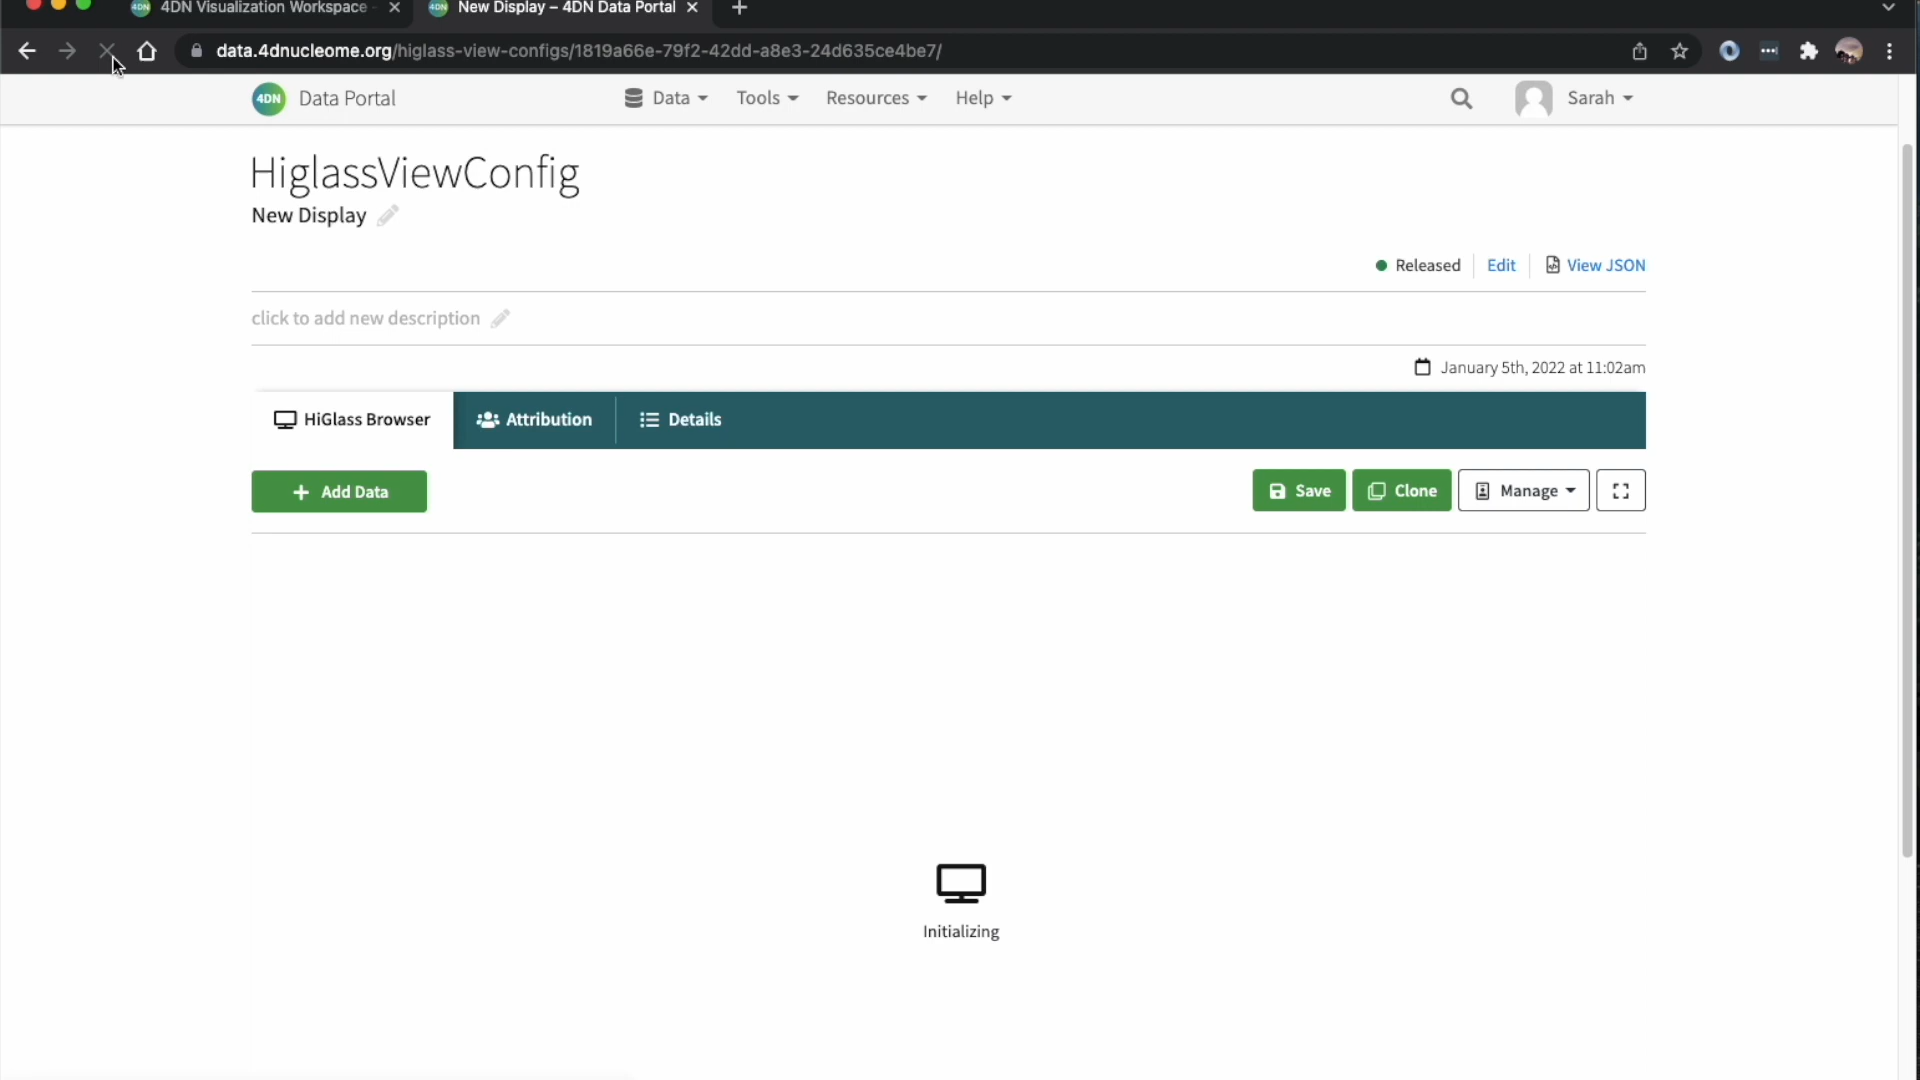 4DN 4DN Visualization Workspace 4DN New Display – 4DN Data Portal
data.4dnucleome.org/higlass-view-configs/1819a66e-79f2-42dd-a8e3-24d635ce4be7/
4DN Data Portal Data Tools Resources Help Sarah
HiglassViewConfig
New Display
Released Edit View JSON
click to add new description
January 5th, 2022 at 11:02am
HiGlass Browser Attribution Details
+ Add Data Save Clone Manage
Initializing